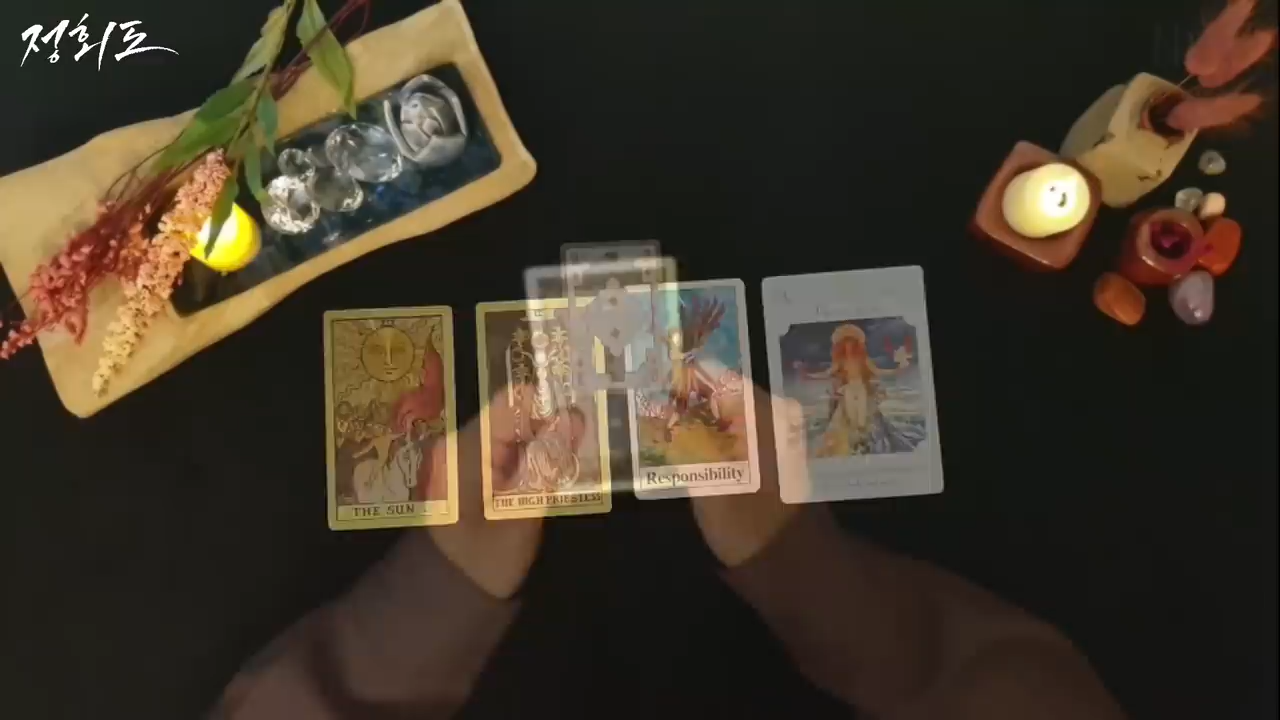 정회도
THE SUN
THE HIGH PRIESTESS
Responsibility